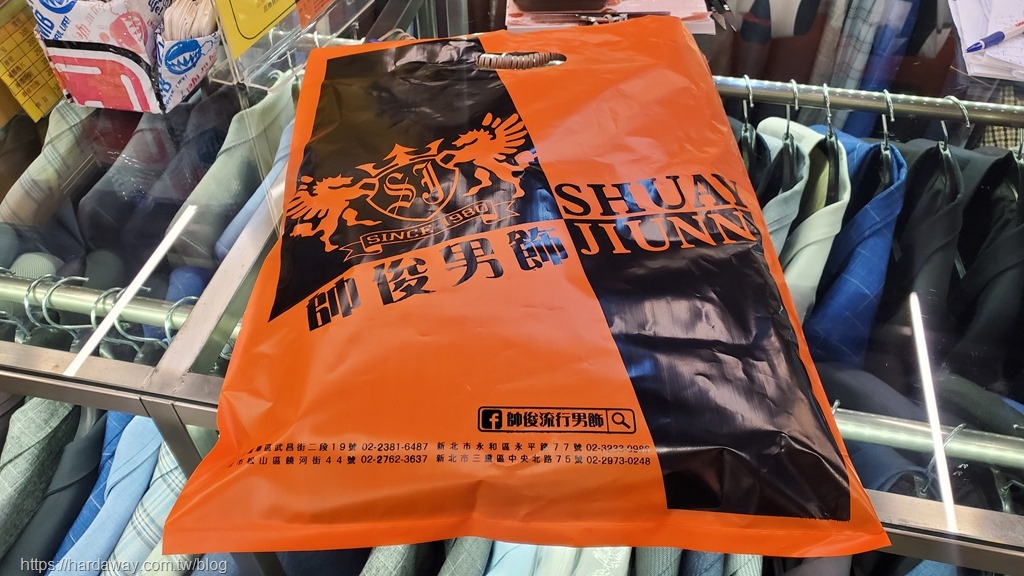 SJ
SINCE 1980
帥俊男飾
SHUAY
JIUNN
帥俊流行男飾
區武昌街二段19號 02-2381-6487 新北市永和區永平路77號
松山區饒河街44號 02-2762-3637 新北市三重區中央北路75號 02-2973-0248
https://hardaway.com.tw/blog